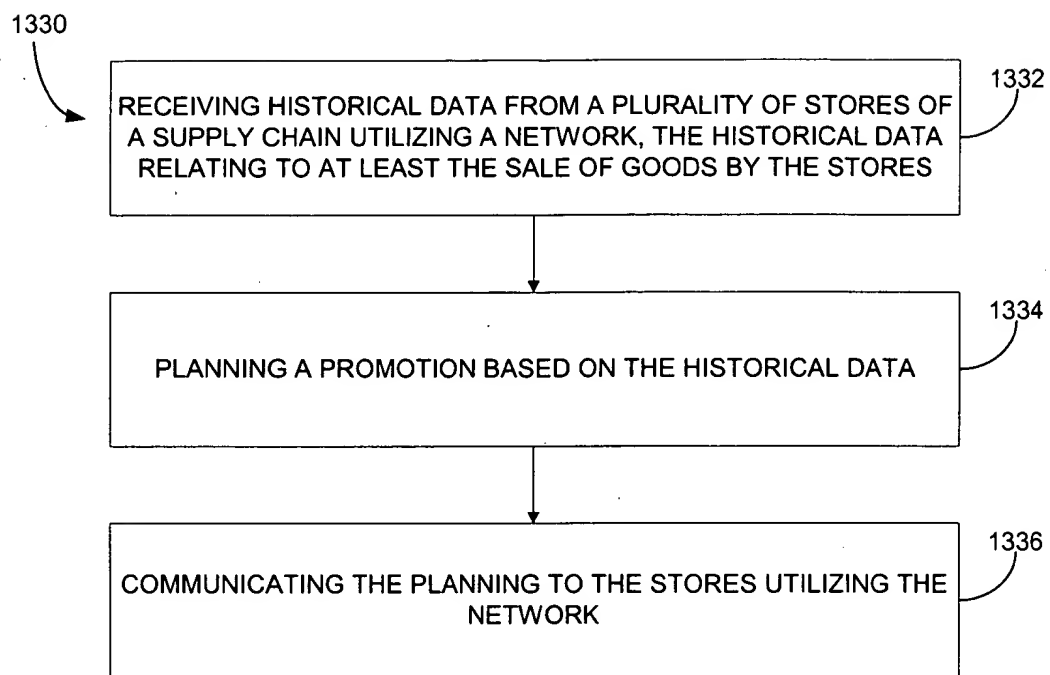 1330
1332
RECEIVING HISTORICAL DATA FROM A PLURALITY OF STORES OF
A SUPPLY CHAIN UTILIZING A NETWORK, THE HISTORICAL DATA
RELATING TO AT LEAST THE SALE OF GOODS BY THE STORES
1334
PLANNING A PROMOTION BASED ON THE HISTORICAL DATA
1336
COMMUNICATING THE PLANNING TO THE STORES UTILIZING THE
NETWORK